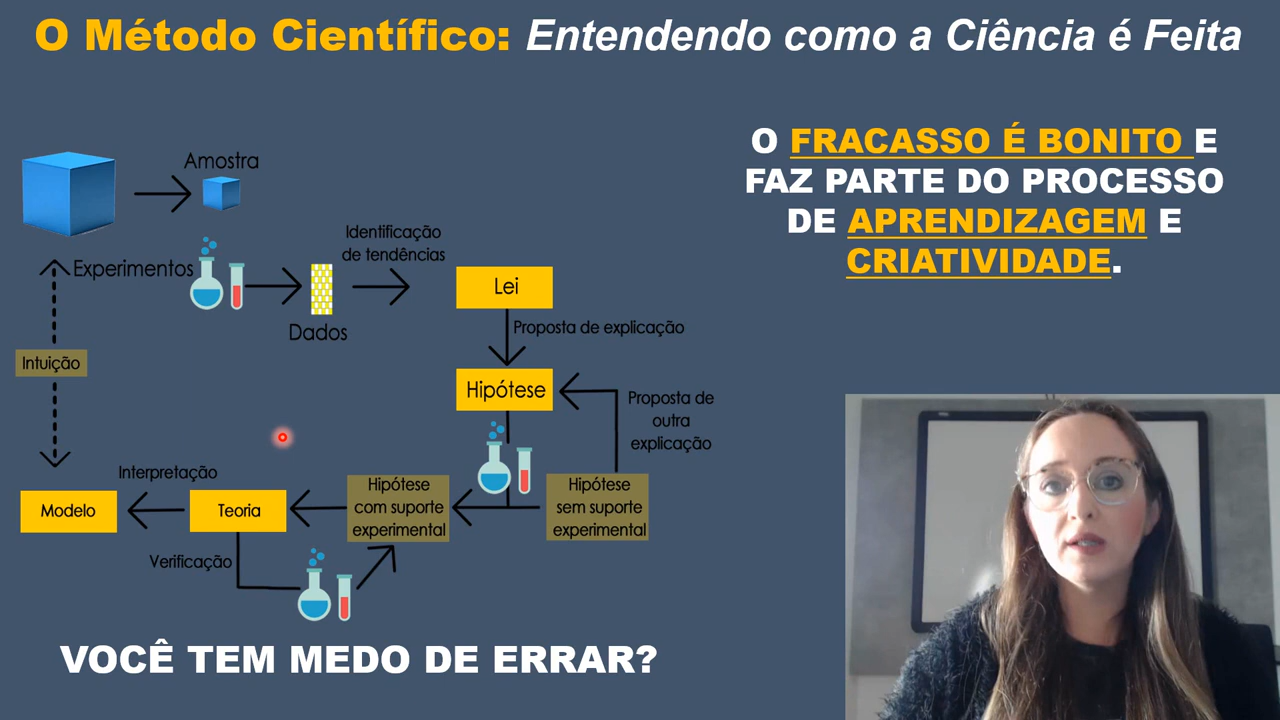 O Método Científico: Entendendo como a Ciência é Feita
O FRACASSO É BONITO E
FAZ PARTE DO PROCESSO
DE APRENDIZAGEM E
CRIATIVIDADE.
Amostra
Experimentos
Dados
Identificação
de tendências
Lei
Proposta de explicação
Hipótese
Proposta de
outra
explicação
Intuição
Hipótese
sem suporte
experimental
Hipótese
com suporte
experimental
Teoria
Interpretação
Modelo
Verificação
VOCÊ TEM MEDO DE ERRAR?